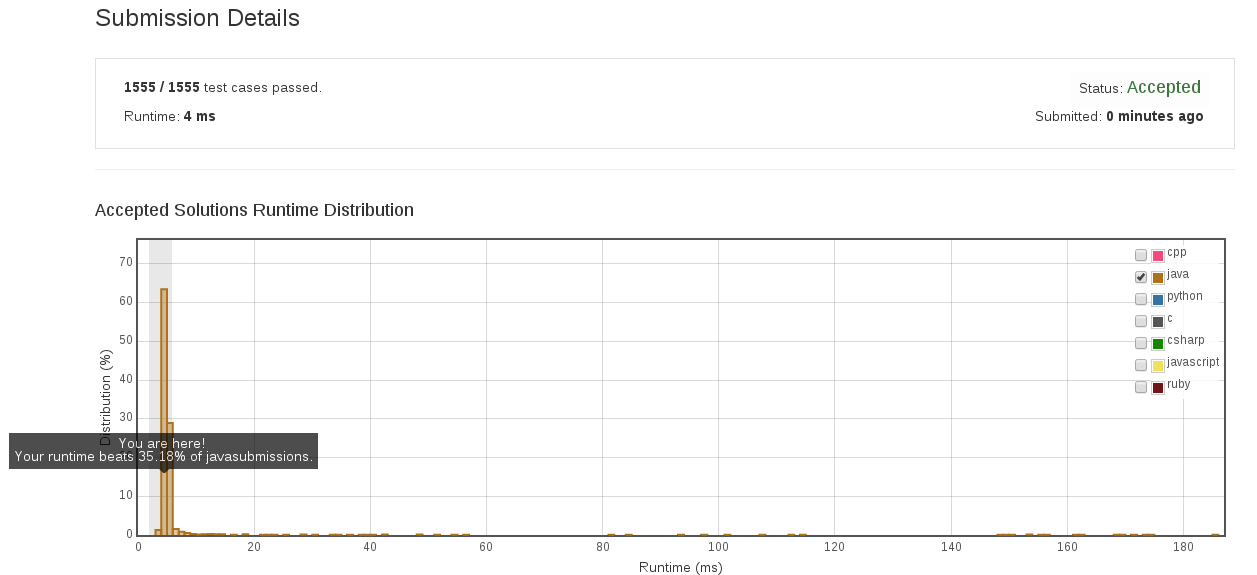 Submission Details
1555 / 1555 test cases passed.
Status: Accepted
Runtime: 4 ms
Submitted: 0 minutes ago
Accepted Solutions Runtime Distribution
cpp
java
python
c
csharp
javascript
ruby
70
60
50
40
30
10
0
Distribution (%)
You are here!
Your runtime beats 35.18% of javasubmissions.
0 20 40 60 80 100 120 140 160 180
Runtime (ms)